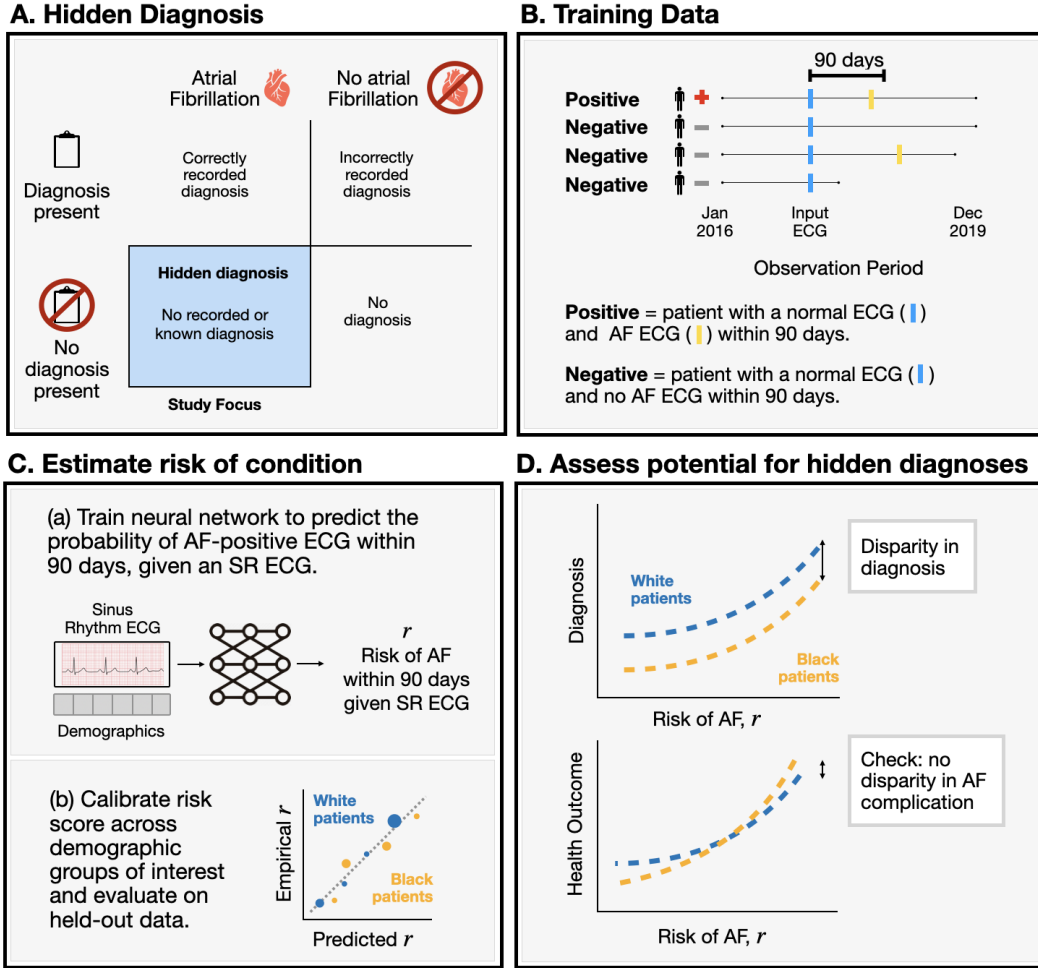 A. Hidden Diagnosis
Atrial
Fibrillation
No atrial
Fibrillation
Diagnosis
present
Correctly
recorded
diagnosis
Incorrectly
recorded
diagnosis
No
diagnosis
present
Hidden diagnosis
No recorded or
known diagnosis
No
diagnosis
Study Focus
B. Training Data
90 days
Positive
Negative
Negative
Negative
Jan
2016
Input
ECG
Dec
2019
Observation Period
Positive = patient with a normal ECG ( )
and AF ECG ( ) within 90 days.
Negative = patient with a normal ECG ( )
and no AF ECG within 90 days.
C. Estimate risk of condition
(a) Train neural network to predict the
probability of AF-positive ECG within
90 days, given an SR ECG.
Sinus
Rhythm ECG
Demographics
r
Risk of AF
within 90 days
given SR ECG
(b) Calibrate risk
score across
demographic
groups of interest
and evaluate on
held-out data.
Empirical r
White
patients
Black
patients
Predicted r
D. Assess potential for hidden diagnoses
Diagnosis
White
patients
Black
patients
Risk of AF, r
Disparity in
diagnosis
Health Outcome
Risk of AF, r
Check: no
disparity in AF
complication